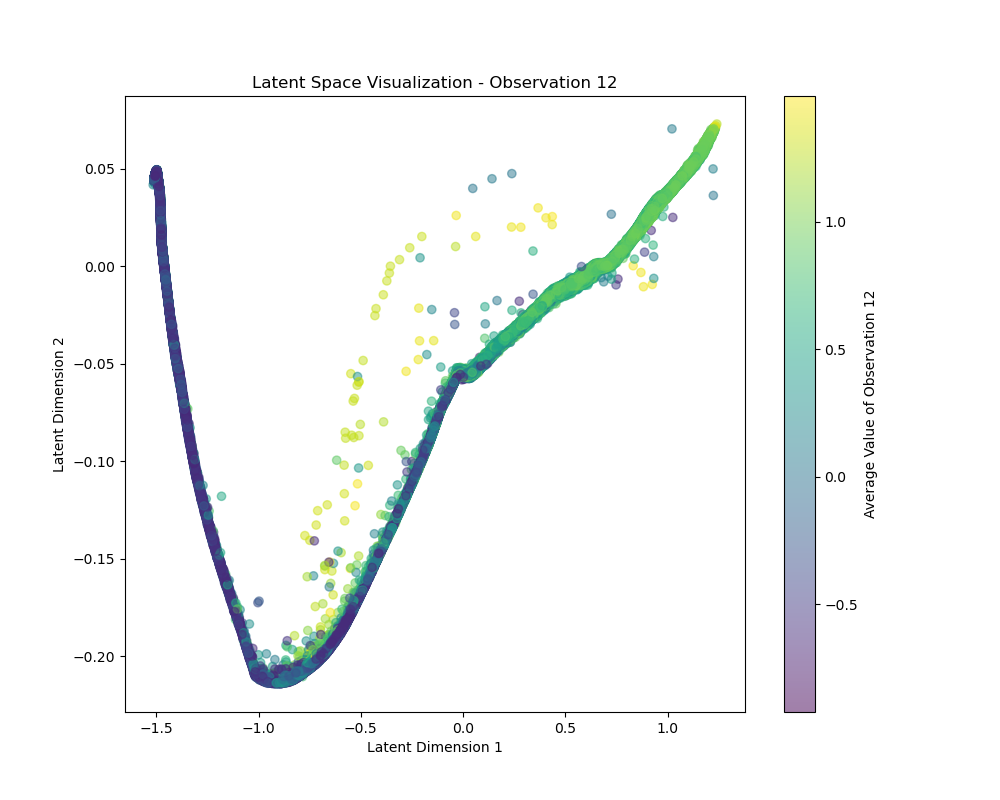 Latent Space Visualization - Observation 12
0.05
0.00
−0.05
−0.10
−0.15
−0.20
Latent Dimension 2
−1.5 −1.0 −0.5 0.0 0.5 1.0
Latent Dimension 1
1.0
0.5
0.0
−0.5
Average Value of Observation 12